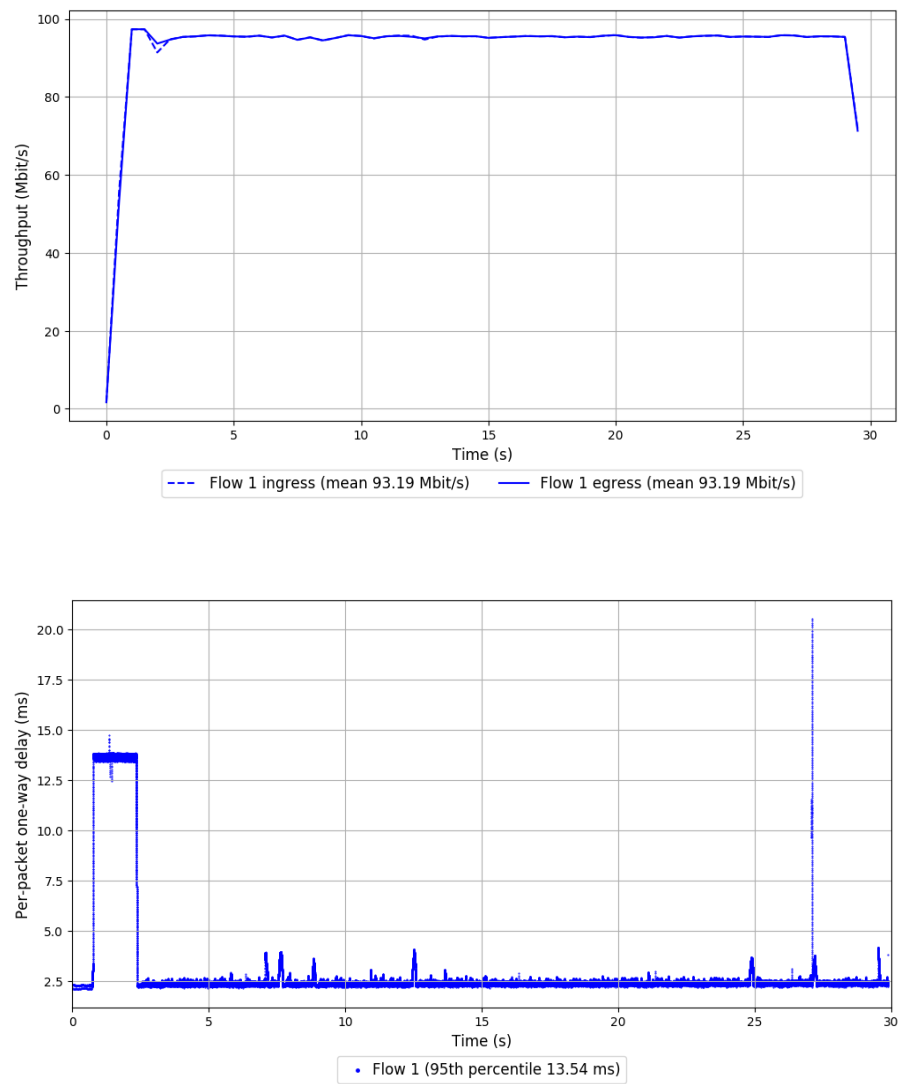 100
80
60
40
20
0
Throughput (Mbit/s)
0 5 10 15 20 25 30
Time (s)
Flow 1 ingress (mean 93.19 Mbit/s) Flow 1 egress (mean 93.19 Mbit/s)
20.0
17.5
15.0
12.5
10.0
7.5
5.0
2.5
Per-packet one-way delay (ms)
0 5 10 15 20 25 30
Time (s)
Flow 1 (95th percentile 13.54 ms)